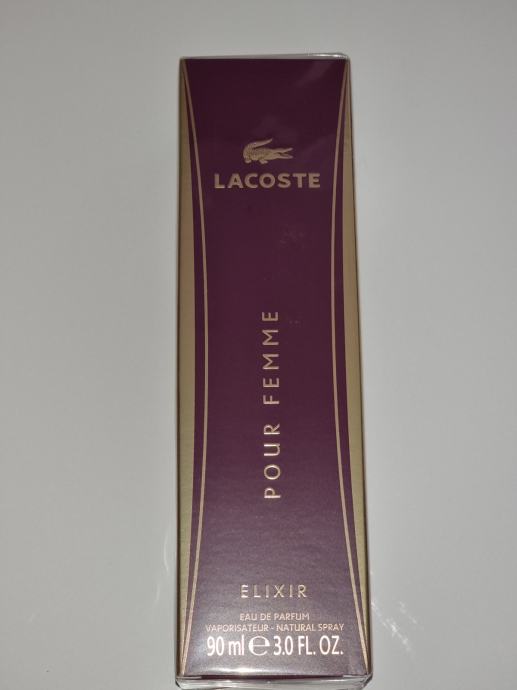 LACOSTE
POUR FEMME
ELIXIR
EAU DE PARFUM
VAPORISATEUR - NATURAL SPRAY
90 ml ℮ 3.0 FL. OZ.